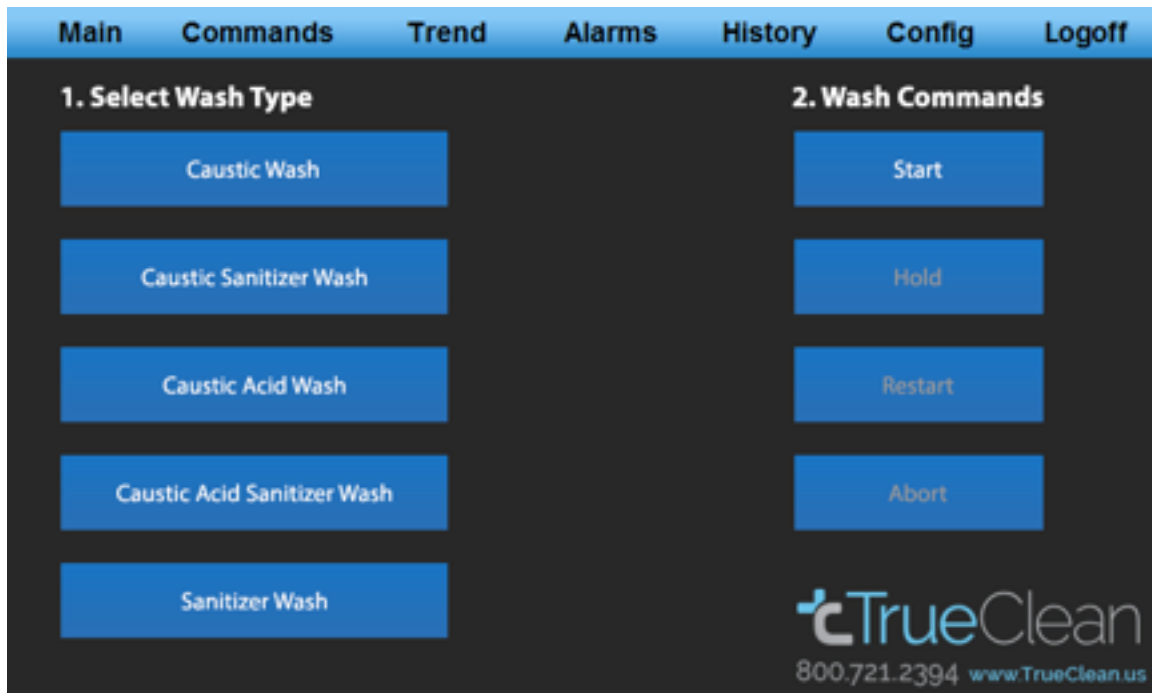 Main Commands Trend Alarms History Config Logoff
1. Select Wash Type
Caustic Wash
Caustic Sanitizer Wash
Caustic Acid Wash
Caustic Acid Sanitizer Wash
Sanitizer Wash
2. Wash Commands
Start
Hold
Restart
Abort
TrueClean
800.721.2394 www.TrueClean.us